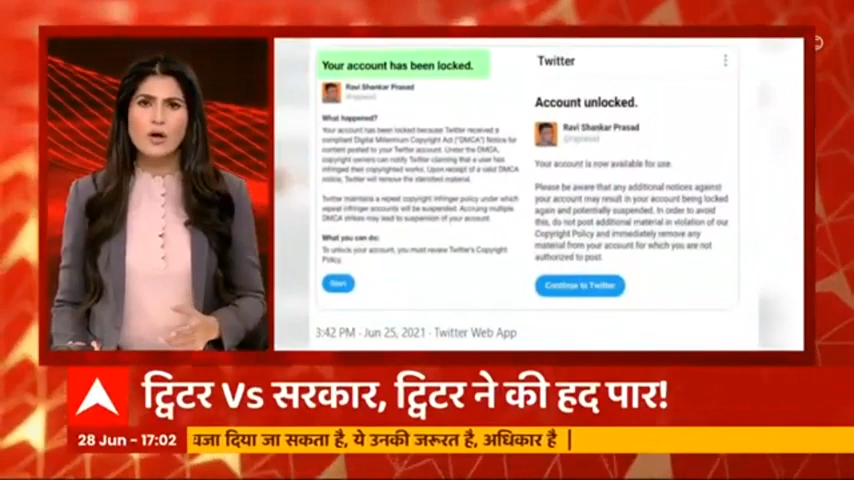 Your account has been locked.
Ravi Shankar Prasad
@rsprasad
What happened?
Your account has been locked because Twitter received a
compliant Digital Millennium Copyright Act ("DMCA") Notice for
content posted to your Twitter account. Under the DMCA,
copyright owners can notify Twitter claiming that a user has
infringed their copyrighted works. Upon receipt of a valid DMCA
notice, Twitter will remove the identified material.
Twitter maintains a repeat copyright infringer policy under which
repeat infringer accounts will be suspended. Accruing multiple
DMCA strikes may lead to suspension of your account.
What you can do:
To unlock your account, you must review Twitter's Copyright
Policy.
Start
Twitter
Account unlocked.
Ravi Shankar Prasad
@rsprasad
Your account is now available for use.
Please be aware that any additional notices against
your account may result in your account being locked
again and potentially suspended. In order to avoid
this, do not post additional material in violation of our
Copyright Policy and immediately remove any
material from your account for which you are not
authorized to post.
Continue to Twitter
3:42 PM - Jun 25, 2021 - Twitter Web App
ट्विटर Vs सरकार, ट्विटर ने की हद पार!
28 Jun - 17:02
वजा दिया जा सकता है, ये उनकी जरूरत है, अधिकार है